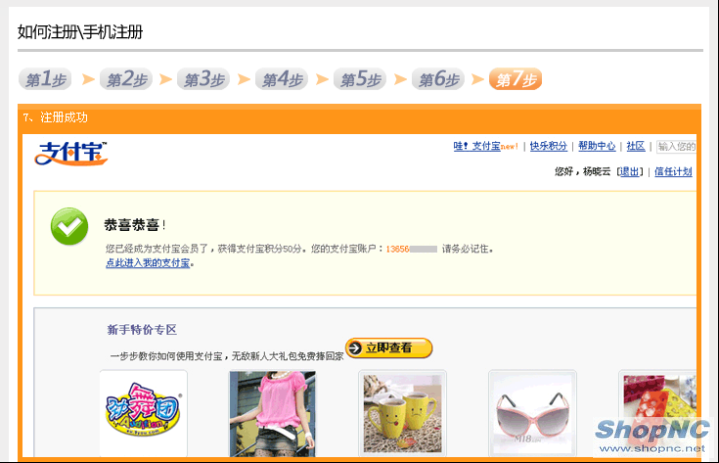 如何注册\手机注册
第1步 第2步 第3步 第4步 第5步 第6步 第7步
7、注册成功
支付宝
哇! 支付宝new! | 快乐积分 | 帮助中心 | 社区 | 输入您的
您好,杨晓云 [退出] | 信任计划
恭喜恭喜!
您已经成为支付宝会员了,获得支付宝积分50分。您的支付宝账户:13656 请务必记住。
点此进入我的支付宝。
新手特价专区
一步步教你如何使用支付宝,无敌新人大礼包免费捧回家 立即查看
ShopNC
www.shopnc.net